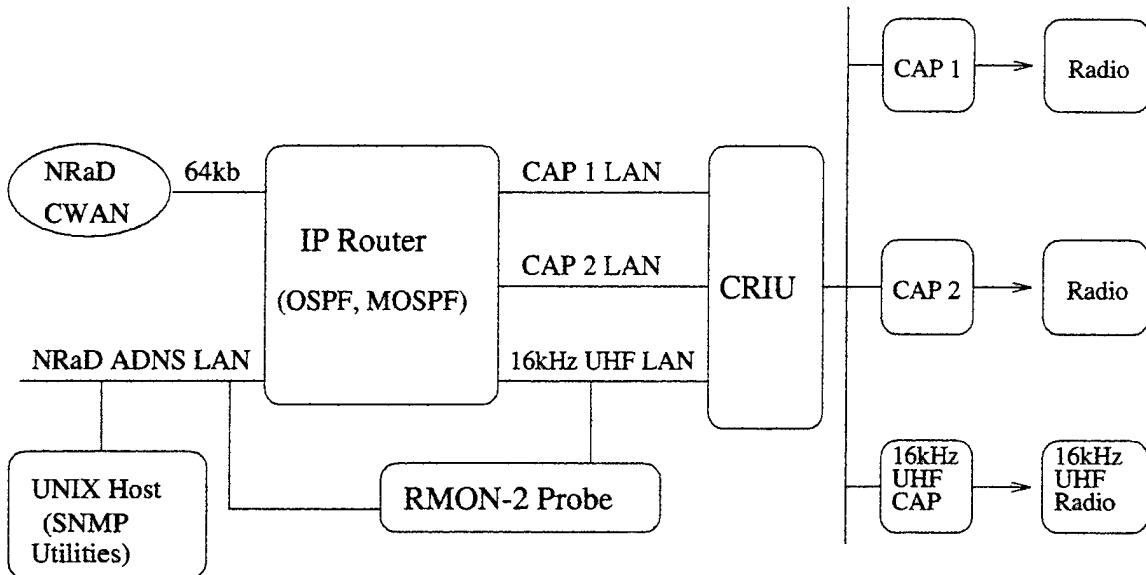 NRaD
CWAN
64kb
IP Router
(OSPF, MOSPF)
CAP 1 LAN
CAP 2 LAN
16kHz UHF LAN
CRIU
CAP 1
Radio
CAP 2
Radio
16kHz
UHF
CAP
16kHz
UHF
Radio
NRaD ADNS LAN
UNIX Host
(SNMP
Utilities)
RMON-2 Probe